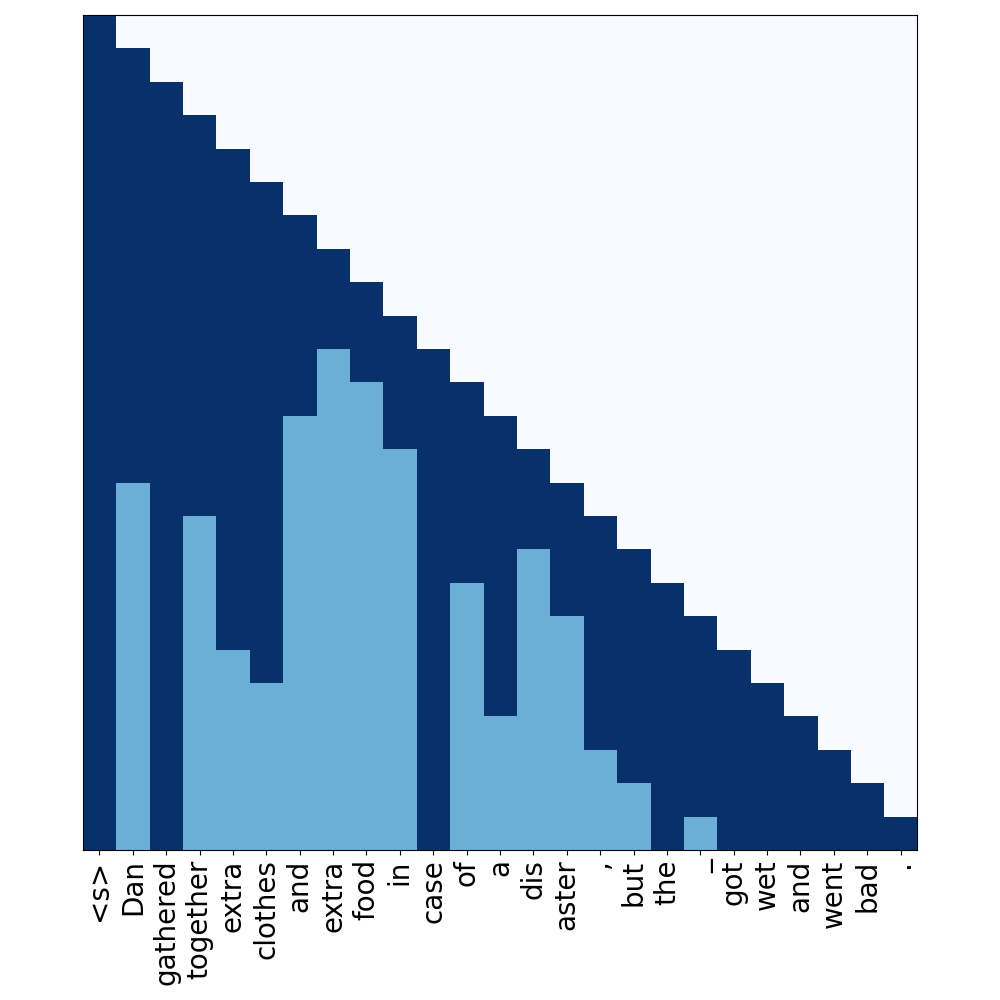 <s>
Dan
gathered
together
extra
clothes
and
extra
food
in
case
of
a
dis
aster
,
but
the
_
got
wet
and
went
bad
.